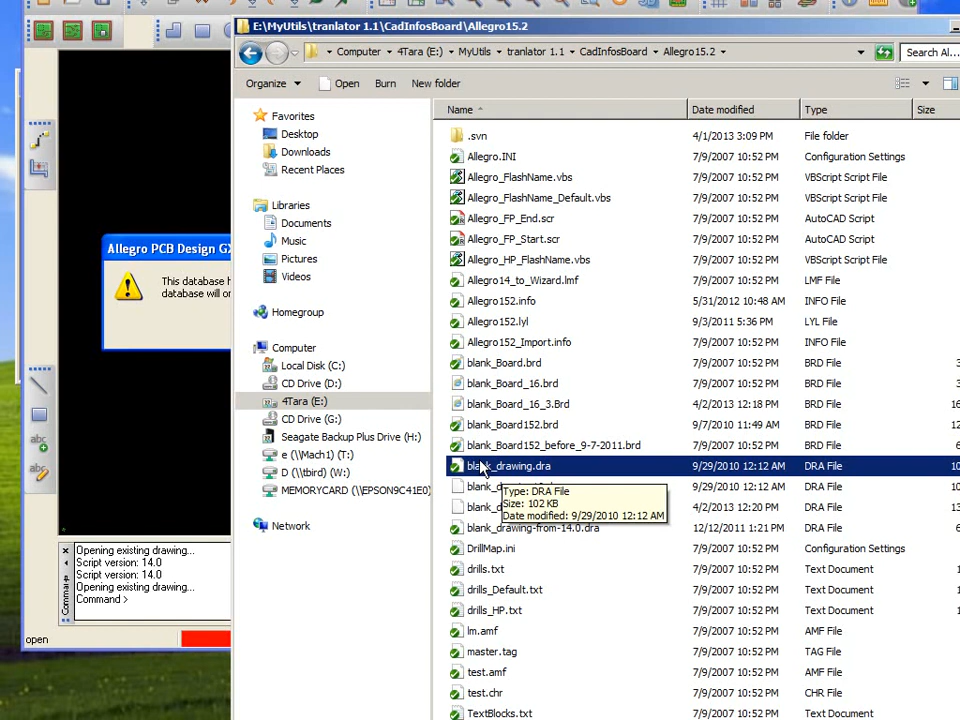 E:\MyUtils\tranlator 1.1\CadInfosBoard\Allegro15.2
Computer 4Tara (E:) MyUtils tranlator 1.1 CadInfosBoard Allegro15.2
Search Al...
Organize Open Burn New folder
Favorites
Desktop
Downloads
Recent Places
Libraries
Documents
Music
Pictures
Videos
Homegroup
Computer
Local Disk (C:)
CD Drive (D:)
4Tara (E:)
CD Drive (G:)
Seagate Backup Plus Drive (H:)
e (\\Mach1) (T:)
D (\\tbird) (W:)
MEMORYCARD (\\EPSON9C41E0)
Network
Name Date modified Type Size
.svn 4/1/2013 3:09 PM File folder
Allegro.INI 7/9/2007 10:52 PM Configuration Settings
Allegro_FlashName.vbs 7/9/2007 10:52 PM VBScript Script File
Allegro_FlashName_Default.vbs 7/9/2007 10:52 PM VBScript Script File
Allegro_FP_End.scr 7/9/2007 10:52 PM AutoCAD Script
Allegro_FP_Start.scr 7/9/2007 10:52 PM AutoCAD Script
Allegro_HP_FlashName.vbs 7/9/2007 10:52 PM VBScript Script File
Allegro14_to_Wizard.lmf 7/9/2007 10:52 PM LMF File
Allegro152.info 5/31/2012 10:48 AM INFO File
Allegro152.lyl 9/3/2011 5:36 PM LYL File
Allegro152_Import.info 7/9/2007 10:52 PM INFO File
blank_Board.brd 7/9/2007 10:52 PM BRD File 3
blank_Board_16.brd 7/9/2007 10:52 PM BRD File 3
blank_Board_16_3.Brd 4/2/2013 12:18 PM BRD File 16
blank_Board152.brd 9/7/2010 11:49 AM BRD File 12
blank_Board152_before_9-7-2011.brd 7/9/2007 10:52 PM BRD File 3
blank_drawing.dra 9/29/2010 12:12 AM DRA File 10
blank_d 9/29/2010 12:12 AM DRA File 10
blank_d 4/2/2013 12:20 PM DRA File 14
blank_drawing-from-14.0.dra 12/12/2011 1:21 PM DRA File 3
DrillMap.ini 7/9/2007 10:52 PM Configuration Settings
drills.txt 7/9/2007 10:52 PM Text Document 1
drills_Default.txt 7/9/2007 10:52 PM Text Document 1
drills_HP.txt 7/9/2007 10:52 PM Text Document 1
lm.amf 7/9/2007 10:52 PM AMF File
master.tag 7/9/2007 10:52 PM TAG File
test.amf 7/9/2007 10:52 PM AMF File
test.chr 7/9/2007 10:52 PM CHR File
TextBlocks.txt 7/9/2007 10:52 PM Text Document
Type: DRA File
Size: 102 KB
Date modified: 9/29/2010 12:12 AM
Allegro PCB Design GX
This database h
database will or
Opening existing drawing...
Script version: 14.0
Script version: 14.0
Opening existing drawing...
Command >
Comman
open
abc
abc